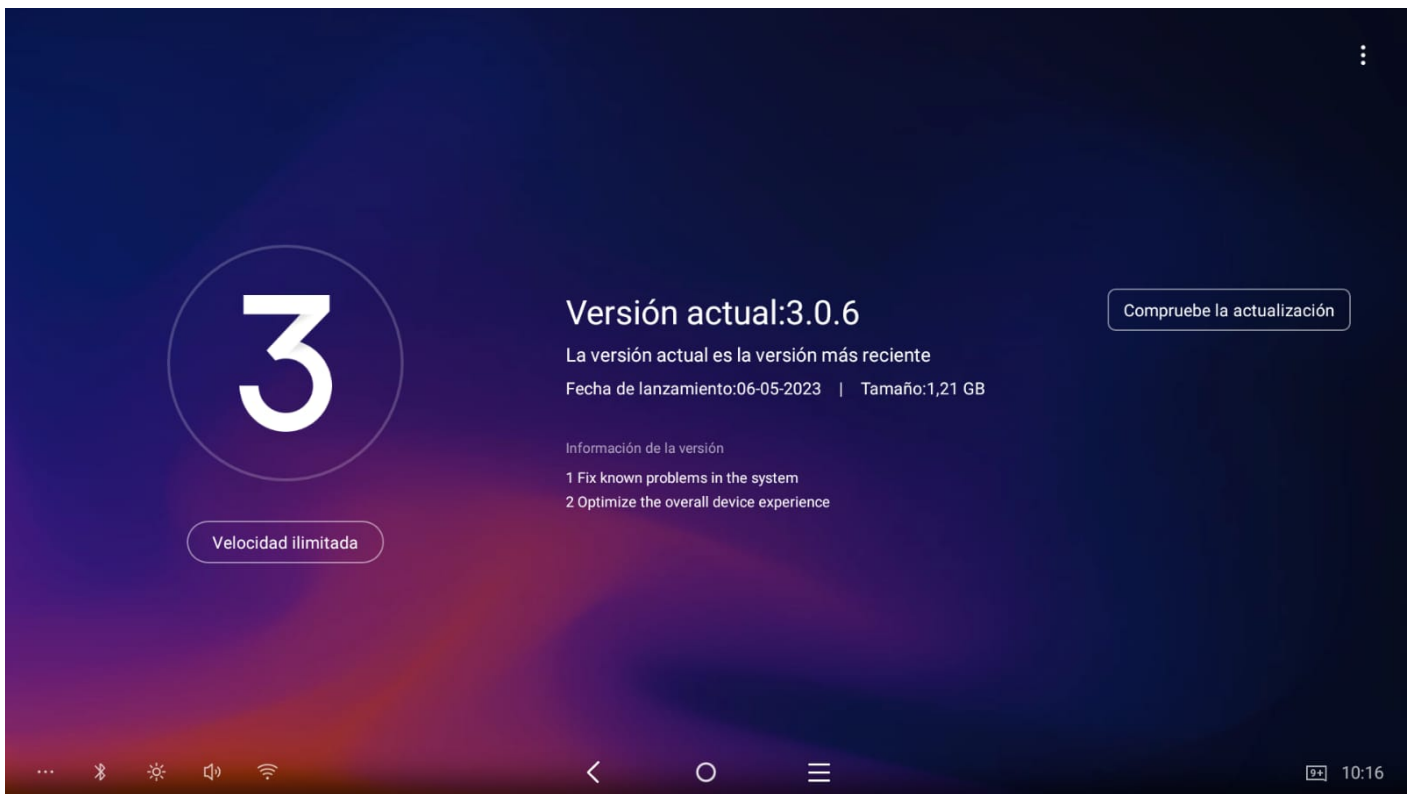 3
Versión actual:3.0.6
Compruebe la actualización
La versión actual es la versión más reciente
Fecha de lanzamiento:06-05-2023 | Tamaño:1,21 GB
Información de la versión
1 Fix known problems in the system
2 Optimize the overall device experience
Velocidad ilimitada
9+ 10:16